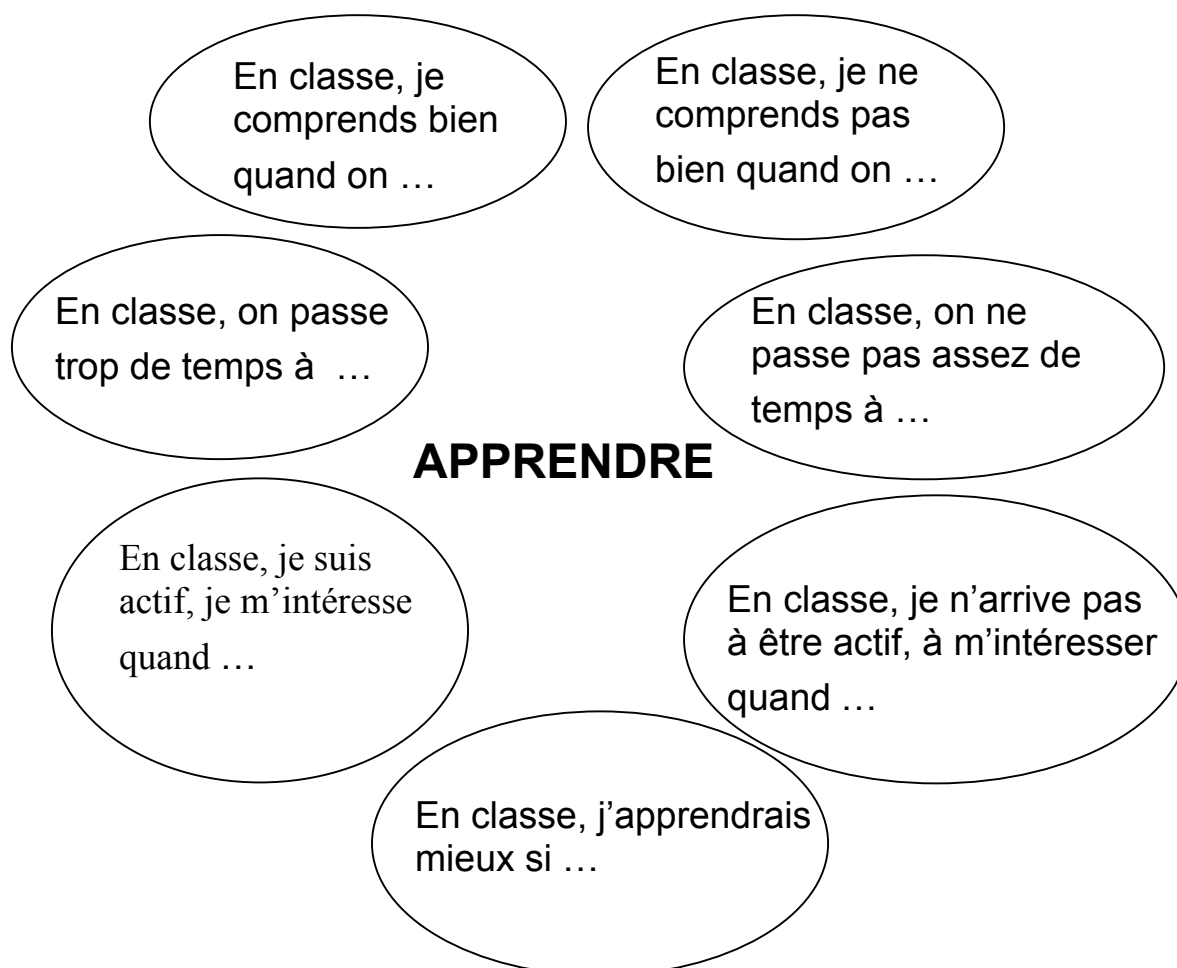 En classe, je
comprends bien
quand on …
En classe, je ne
comprends pas
bien quand on …
En classe, on passe
trop de temps à …
En classe, on ne
passe pas assez de
temps à …
APPRENDRE
En classe, je suis
actif, je m’intéresse
quand …
En classe, je n’arrive pas
à être actif, à m’intéresser
quand …
En classe, j’apprendrais
mieux si …